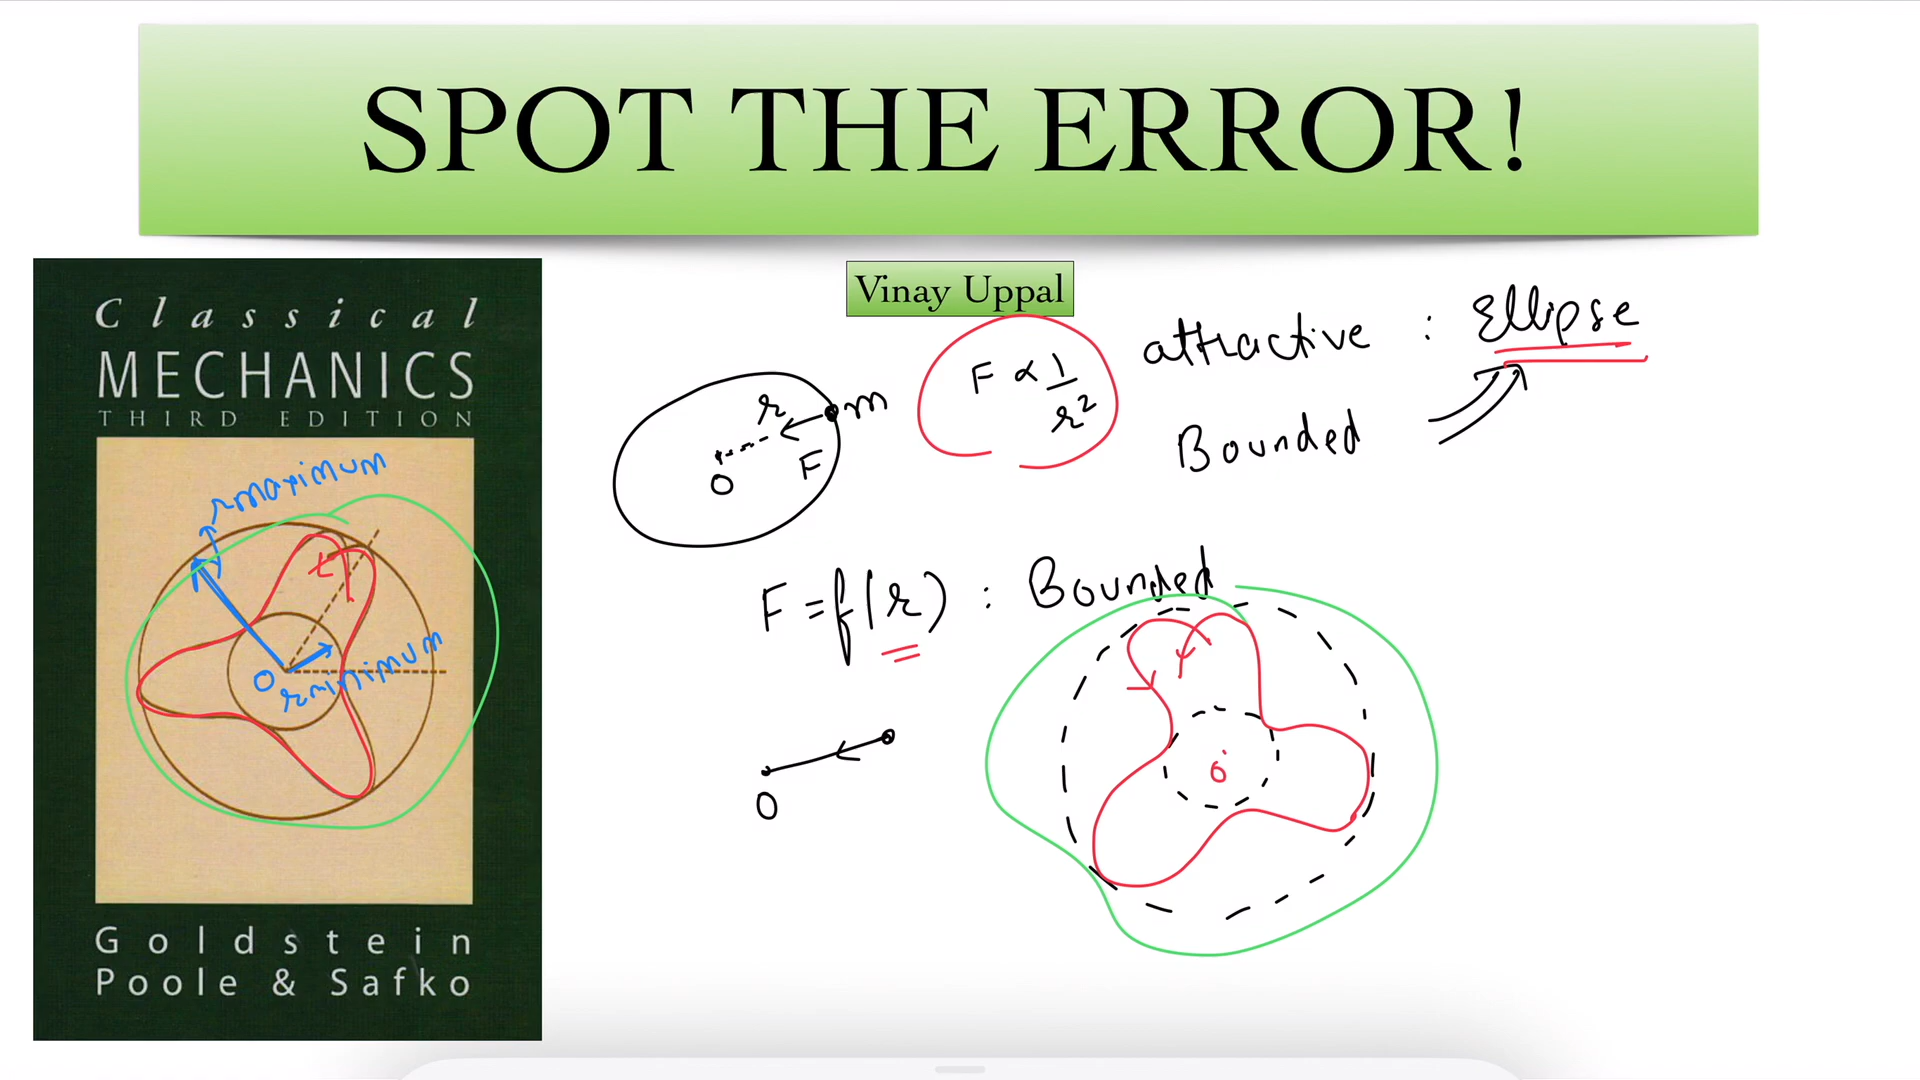 SPOT THE ERROR!
Vinay Uppal
Classical
MECHANICS
THIRD EDITION
r maximum
O r minimum
Goldstein
Poole & Safko
r m
F
O
F ∝ 1/r²
attractive : Ellipse
Bounded
F = f(r) : Bounded
O
O